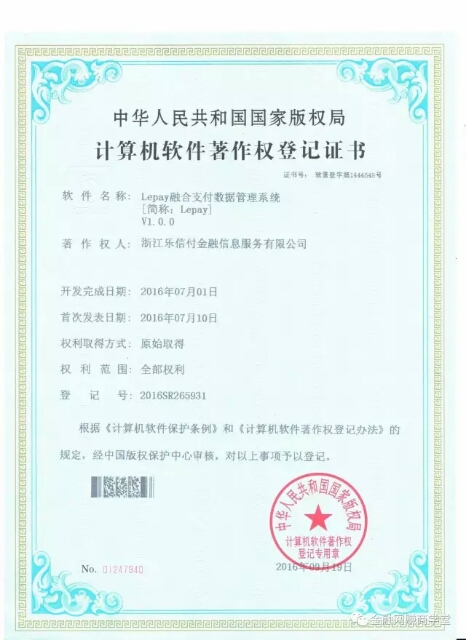 中华人民共和国国家版权局
计算机软件著作权登记证书
证书号： 软著登字第1444548号
软件名称： Lepay融合支付数据管理系统
[简称：Lepay]
V1.0.0
著作权人： 浙江乐信付金融信息服务有限公司
开发完成日期： 2016年07月01日
首次发表日期： 2016年07月10日
权利取得方式： 原始取得
权利范围： 全部权利
登记号： 2016SR265931
根据《计算机软件保护条例》和《计算机软件著作权登记办法》的
规定，经中国版权保护中心审核，对以上事项予以登记。
中华人民共和国国家版权局
计算机软件著作权
登记专用章
No. 01247940
2016年09月19日
金融网赚商学堂